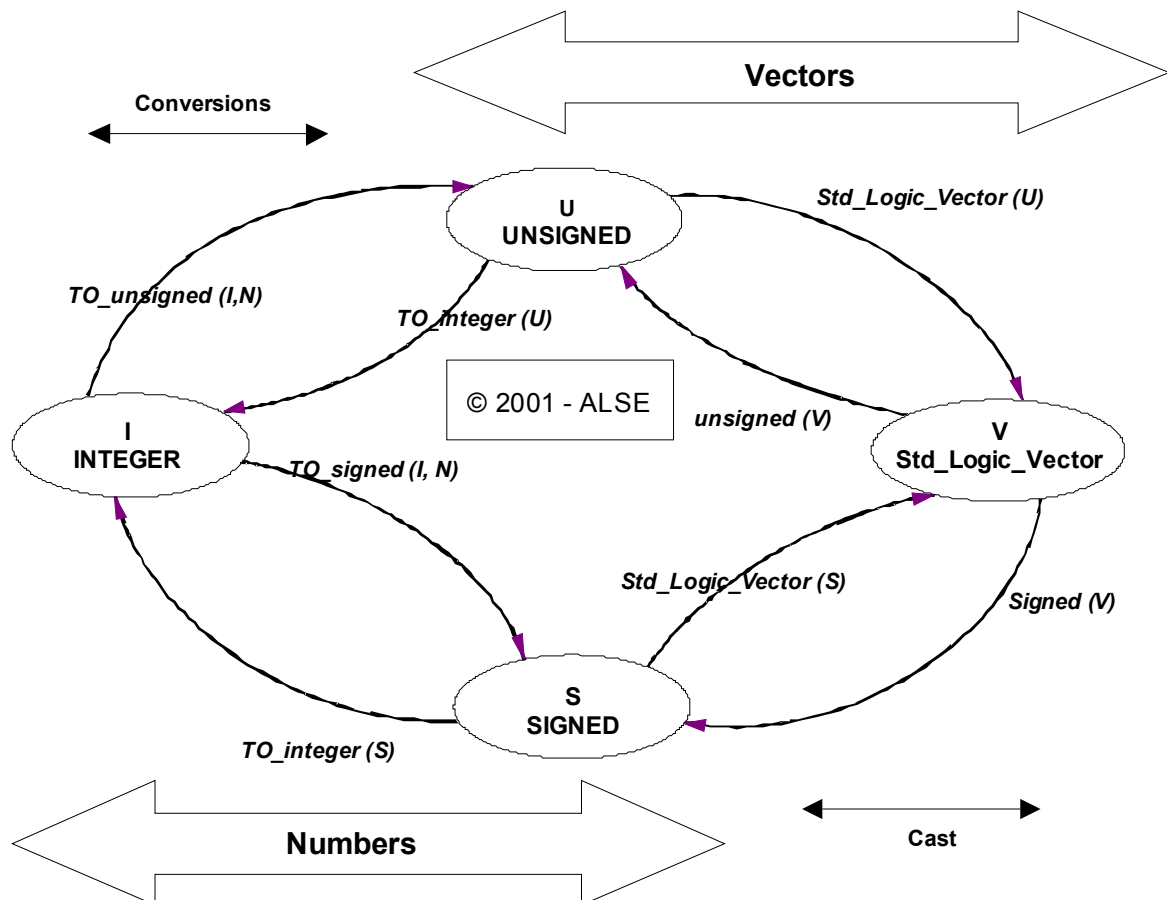 Vectors
Conversions
U
UNSIGNED
Std_Logic_Vector (U)
TO_unsigned (I,N)
TO_integer (U)
© 2001 - ALSE
unsigned (V)
I
INTEGER
V
Std_Logic_Vector
TO_signed (I, N)
Std_Logic_Vector (S)
Signed (V)
S
SIGNED
TO_integer (S)
Numbers
Cast